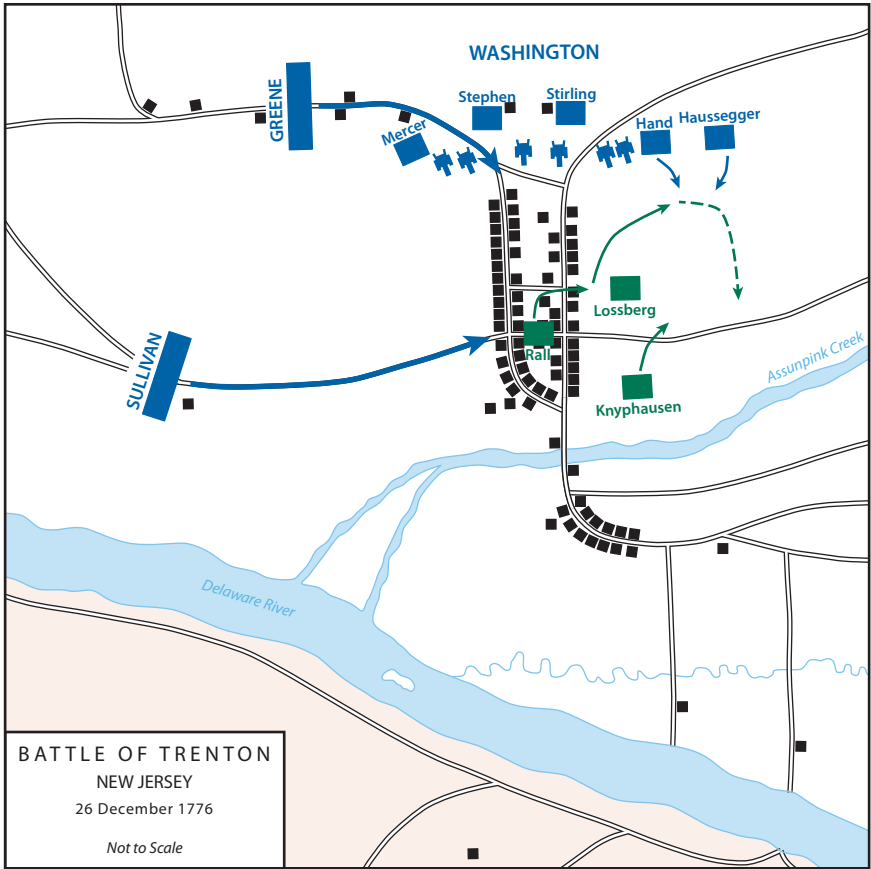 WASHINGTON
GREENE
Stephen
Stirling
Mercer
Hand
Haussegger
Lossberg
Rall
SULLIVAN
Knyphausen
Assunpink Creek
Delaware River
BATTLE OF TRENTON
NEW JERSEY
26 December 1776
Not to Scale